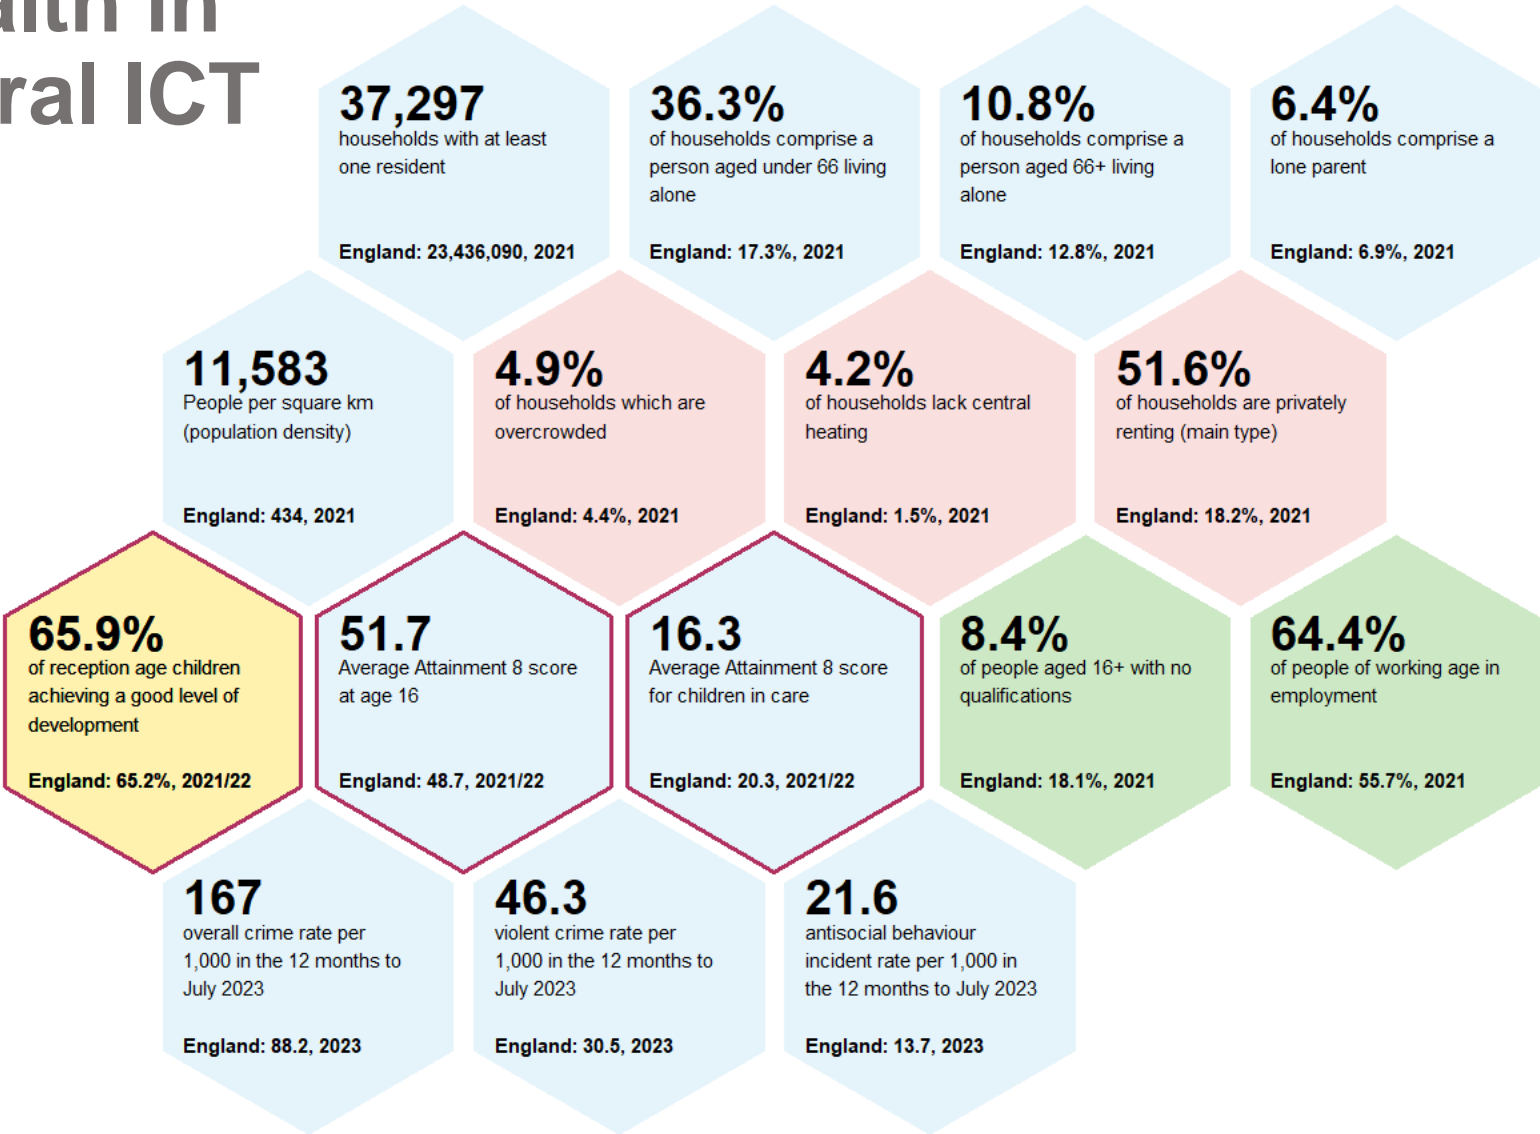 ral ICT
37,297
households with at least
one resident
England: 23,436,090, 2021
36.3%
of households comprise a
person aged under 66 living
alone
England: 17.3%, 2021
10.8%
of households comprise a
person aged 66+ living
alone
England: 12.8%, 2021
6.4%
of households comprise a
lone parent
England: 6.9%, 2021
11,583
People per square km
(population density)
England: 434, 2021
4.9%
of households which are
overcrowded
England: 4.4%, 2021
4.2%
of households lack central
heating
England: 1.5%, 2021
51.6%
of households are privately
renting (main type)
England: 18.2%, 2021
65.9%
of reception age children
achieving a good level of
development
England: 65.2%, 2021/22
51.7
Average Attainment 8 score
at age 16
England: 48.7, 2021/22
16.3
Average Attainment 8 score
for children in care
England: 20.3, 2021/22
8.4%
of people aged 16+ with no
qualifications
England: 18.1%, 2021
64.4%
of people of working age in
employment
England: 55.7%, 2021
167
overall crime rate per
1,000 in the 12 months to
July 2023
England: 88.2, 2023
46.3
violent crime rate per
1,000 in the 12 months to
July 2023
England: 30.5, 2023
21.6
antisocial behaviour
incident rate per 1,000 in
the 12 months to July 2023
England: 13.7, 2023